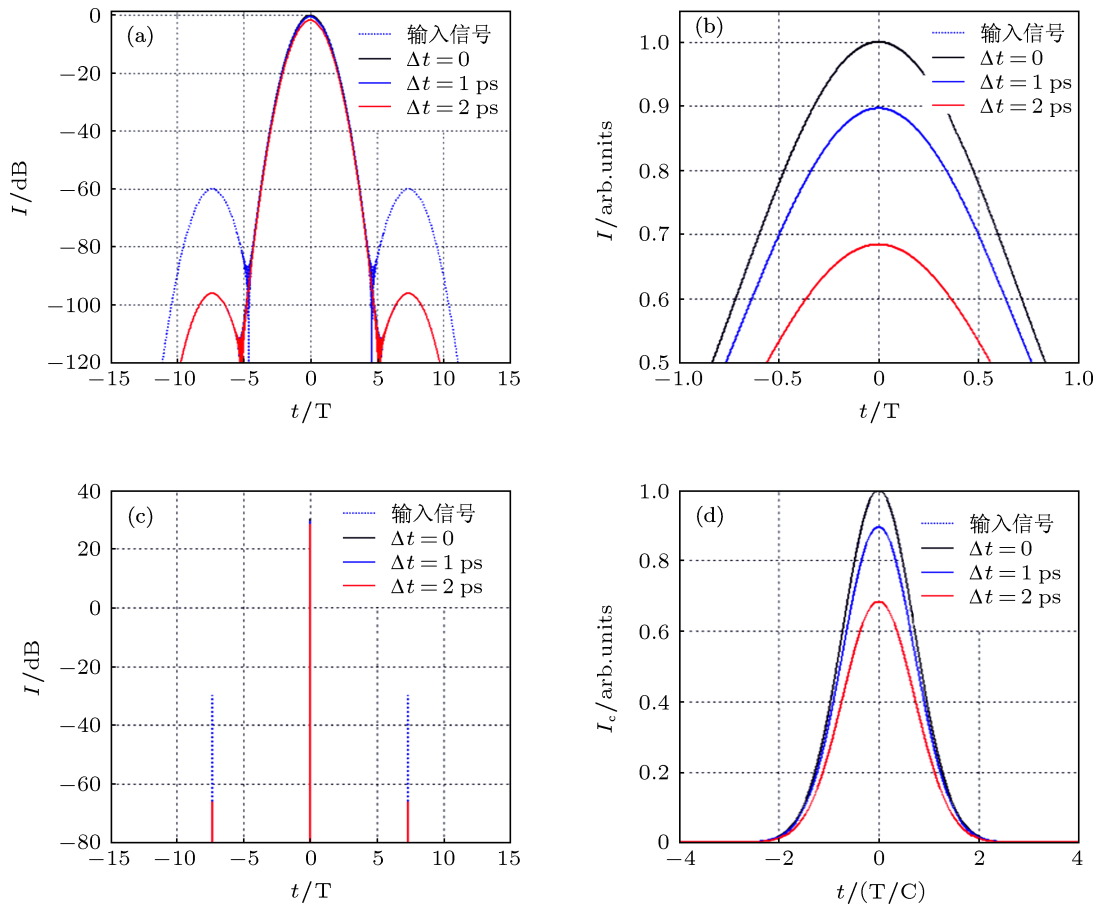 (a)
输入信号
Δt = 0
Δt = 1 ps
Δt = 2 ps
0
−20
−40
−60
−80
−100
−120
−15 −10 −5 0 5 10 15
I/dB
t/T
(b)
输入信号
Δt = 0
Δt = 1 ps
Δt = 2 ps
1.0
0.9
0.8
0.7
0.6
0.5
−1.0 −0.5 0 0.5 1.0
I/arb.units
t/T
(c)
输入信号
Δt = 0
Δt = 1 ps
Δt = 2 ps
40
20
0
−20
−40
−60
−80
−15 −10 −5 0 5 10 15
I/dB
t/T
(d)
输入信号
Δt = 0
Δt = 1 ps
Δt = 2 ps
1.0
0.8
0.6
0.4
0.2
0
−4 −2 0 2 4
I_c/arb.units
t/(T/C)